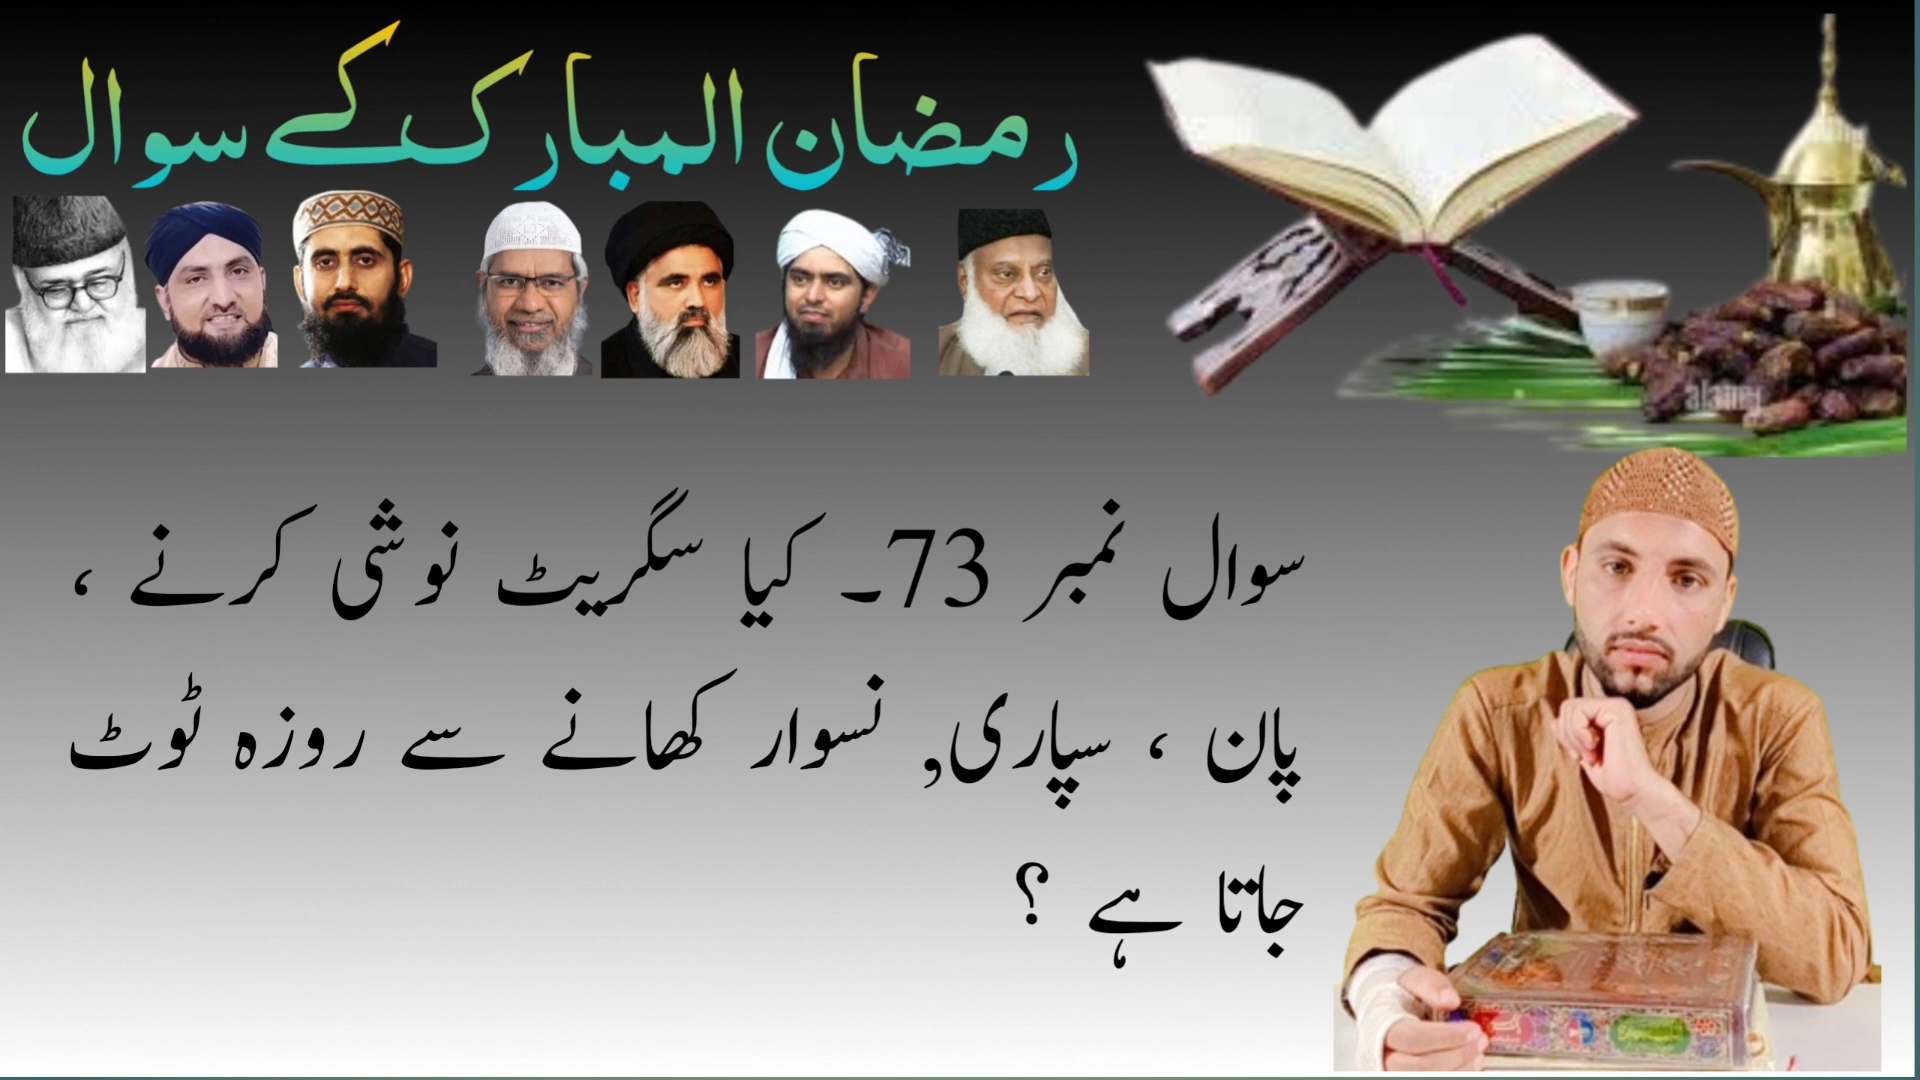 رمضان المبارک کے سوال
alanej
سوال نمبر 73۔ کیا سگریٹ نوشی کرنے ،
پان ، سپاری, نسوار کھانے سے روزہ ٹوٹ
جاتا ہے ؟